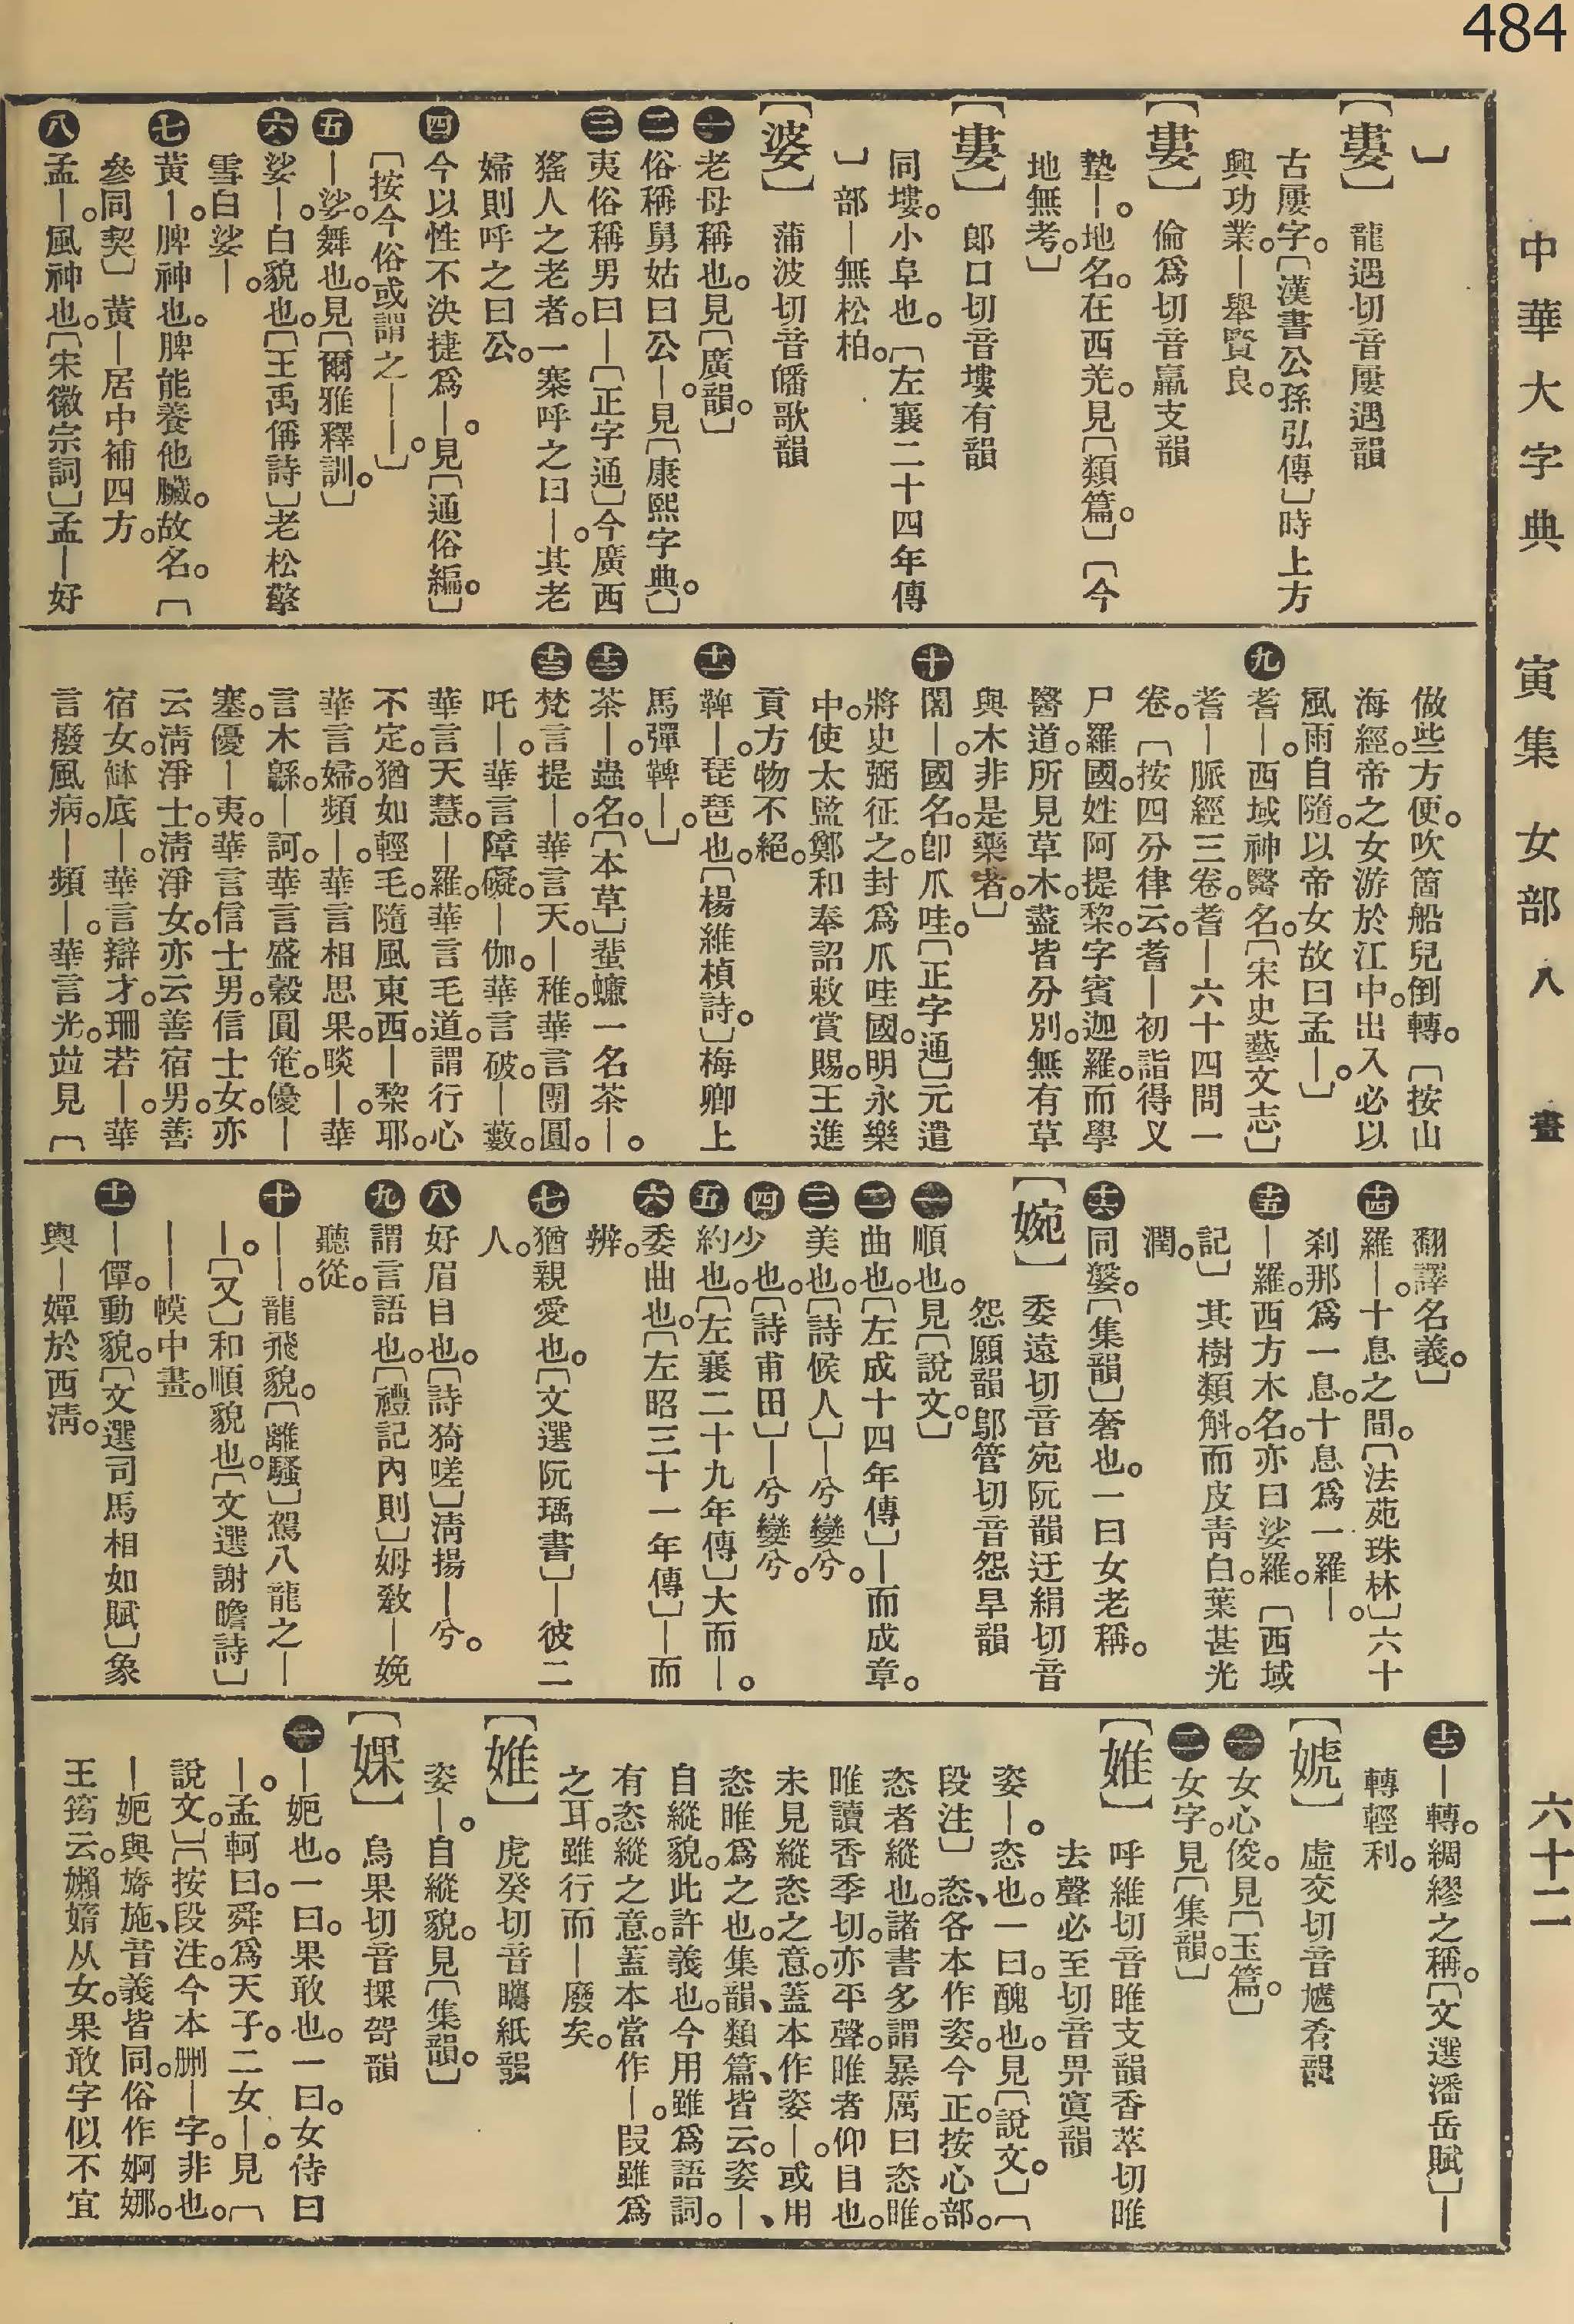 484
中華大字典 寅集 女部 八 畫 六十二
〕
【婁】 龍遇切音屢遇韻
古屢字。〔漢書公孫弘傳〕時上方
興功業。—舉賢良。
【婁】 倫爲切音羸支韻
墊—。地名。在西羌。見〔類篇。〕〔今
地無考。〕
【婁】 郞口切音塿有韻
同塿。小阜也。〔左襄二十四年傳
〕部—無松柏。
【婆】 蒲波切音皤歌韻
㊀老母稱也。見〔廣韻。〕
㊁俗稱舅姑曰公—。見〔康熙字典。〕
㊂夷俗稱男曰—〔正字通〕今廣西
猺人之老者。一寨呼之曰—。其老
婦則呼之曰公。
㊃今以性不決捷爲—。見〔通俗編。〕
〔按今俗或謂之——。〕
㊄—娑。舞也。見〔爾雅釋訓。〕
㊅娑—。白貌也。〔王禹偁詩〕老松擎
雪白娑—。
㊆黃—。脾神也。脾能養他臟。故名。〔
參同契〕黃—居中補四方。
㊇孟—。風神也。〔宋徽宗詞〕孟—好
做些方便。吹箇船兒倒轉。〔按山
海經。帝之女游於江中。出入必以
風雨自隨。以帝女故曰孟—。〕
㊈耆—。西域神醫名。〔宋史藝文志〕
耆—脈經三卷。耆—六十四問一
卷。〔按四分律云。耆—初詣得叉
尸羅國。姓阿提棃。字賓迦羅。而學
醫道。所見草木。盡皆分別。無有草
與木非是藥者。〕
㊉闍—。國名。卽爪哇。〔正字通〕元遣
將史弼征之。封爲爪哇國。明永樂
中。使太監鄭和奉詔敕賞賜。王進
貢方物不絕。
十一鞞—。琵琶也。〔楊維楨詩。〕梅卿上
馬彈鞞—。〕
十二茶—。蟲名。〔本草〕蜚蠊一名茶—。
十三梵言提—。華言天。—稚。華言團圓。
吒—。華言障礙。—伽。華言破。—藪。
華言天慧。—羅。華言毛道。謂行心
不定。猶如輕毛。隨風東西。—黎耶。
華言婦。頻—。華言相思果。睒—。華
言木緜。—訶。華言盛穀圓篅。優—
塞。優—夷。華言信士男。信士女。亦
云淸淨士。淸淨女。亦云善宿男。善
宿女。缽底—。華言辯才。珊若—。華
言廢風病。—頻—。華言光。竝見〔
翻譯名義。〕
十四羅—。十息之間。〔法苑珠林〕六十
刹那爲一息。十息爲一羅—。
十五—羅。西方木名。亦曰娑羅。〔西域
記〕其樹類斛。而皮靑白。葉甚光
潤。
十六同媻。〔集韻〕奢也。一曰女老稱。
【婉】 委遠切音宛阮韻迂絹切音
怨願韻鄔管切音怨旱韻
㊀順也。見〔說文。〕
㊁曲也。〔左成十四年傳〕—而成章。
㊂美也。〔詩候人〕—兮孌兮。
㊃少也。〔詩甫田〕—兮孌兮。
㊄約也。〔左襄二十九年傳〕大而—。
㊅委曲也。〔左昭三十一年傳〕—而
辨。
㊆猶親愛也。〔文選阮瑀書〕—彼二
人。
㊇好眉目也。〔詩猗嗟〕淸揚—兮。
㊈謂言語也。〔禮記內則〕姆敎—娩
聽從。
㊉——。龍飛貌。〔離騷〕駕八龍之—
—。〔又〕和順貌也。〔文選謝瞻詩〕
——幙中畫。
十一—僤。動貌。〔文選司馬相如賦〕象
輿—嬋於西淸。
十二—轉。綢繆之稱。〔文選潘岳賦〕—
轉輕利。
【婋】 虛交切音虓肴韻
㊀女心俊。見〔玉篇。〕
㊁女字。見〔集韻。〕
【婎】 呼維切音睢支韻香萃切睢
去聲必至切音畀寘韻
姿—。恣也。一曰醜也。見〔說文。〕〔
段注〕恣、各本作姿。今正。按心部。
恣者縱也。諸書多謂暴厲曰恣睢。
睢讀香季切。亦平聲。睢者仰目也。
未見縱恣之意。蓋本作姿—。或用
恣睢爲之也。集韻、類篇、皆云。姿—、
自縱貌。此許義也。今用雖爲語詞。
有恣縱之意。蓋本當作—。叚雖爲
之耳。雖行而—廢矣。
【婎】 虎癸切音瞲紙韻
姿—。自縱貌。見〔集韻。〕
【婐】 烏果切音捰哿韻
㊀—婗也。一曰。果敢也。一曰。女侍曰
—。孟軻曰。舜爲天子。二女—。見〔
說文。〕〔按段注。今本刪—字。非也。
—婗與旖施、音義皆同。俗作婀娜。
王筠云。嬾媠从女。果敢字似不宜